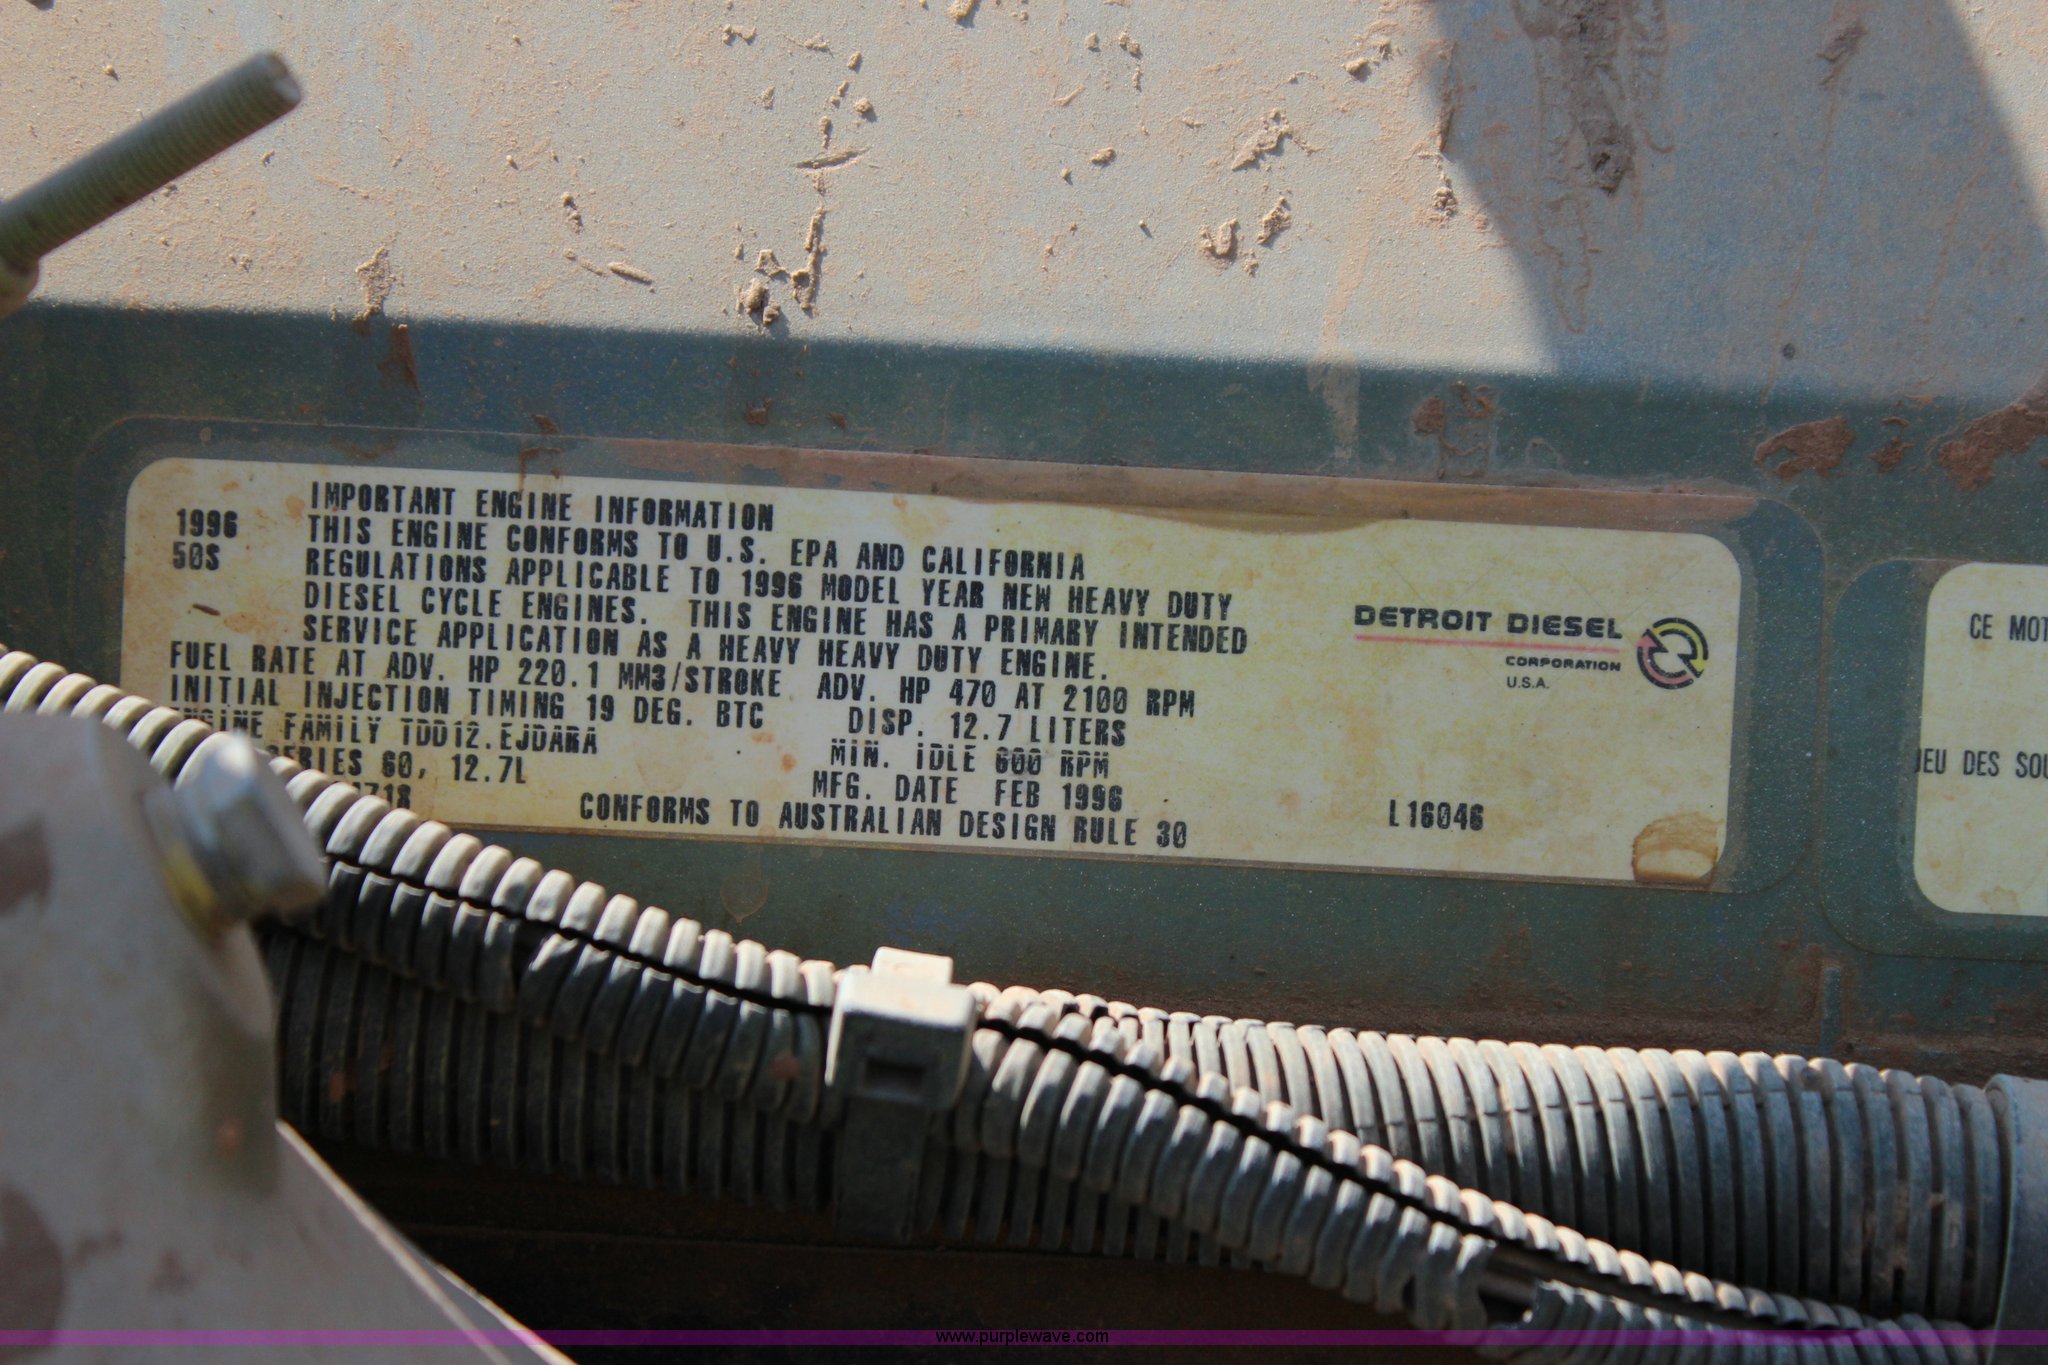 IMPORTANT ENGINE INFORMATION
1996 THIS ENGINE CONFORMS TO U.S. EPA AND CALIFORNIA
50S REGULATIONS APPLICABLE TO 1996 MODEL YEAR NEW HEAVY DUTY
DIESEL CYCLE ENGINES. THIS ENGINE HAS A PRIMARY INTENDED
SERVICE APPLICATION AS A HEAVY HEAVY DUTY ENGINE.
FUEL RATE AT ADV. HP 220.1 MM3/STROKE ADV. HP 470 AT 2100 RPM
INITIAL INJECTION TIMING 19 DEG. BTC DISP. 12.7 LITERS
ENGINE FAMILY TDD12.EJDARA MIN. IDLE 600 RPM
SERIES 60, 12.7L MFG. DATE FEB 1996
718 CONFORMS TO AUSTRALIAN DESIGN RULE 30
L16046
DETROIT DIESEL
CORPORATION
U.S.A.
CE MOT
JEU DES SOU
www.purplewave.com